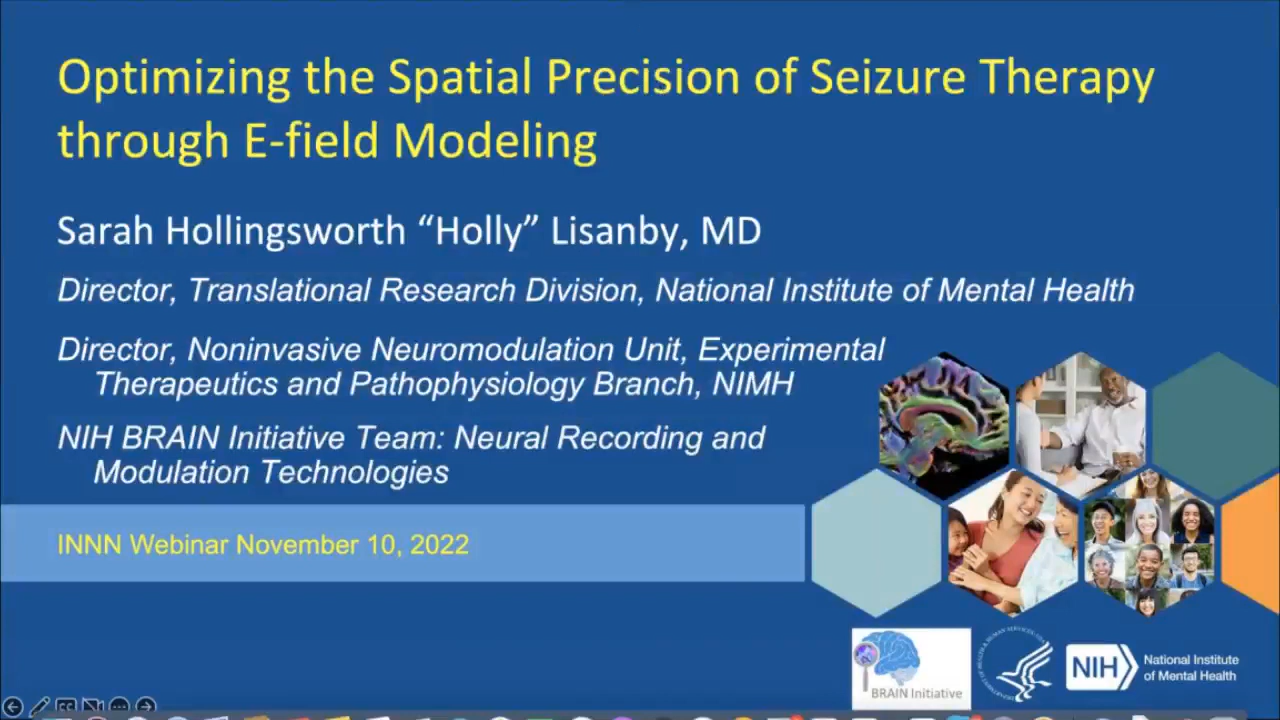 Optimizing the Spatial Precision of Seizure Therapy
through E-field Modeling
Sarah Hollingsworth “Holly” Lisanby, MD
Director, Translational Research Division, National Institute of Mental Health
Director, Noninvasive Neuromodulation Unit, Experimental
Therapeutics and Pathophysiology Branch, NIMH
NIH BRAIN Initiative Team: Neural Recording and
Modulation Technologies
INNN Webinar November 10, 2022
BRAIN Initiative
NIH
National Institute
of Mental Health